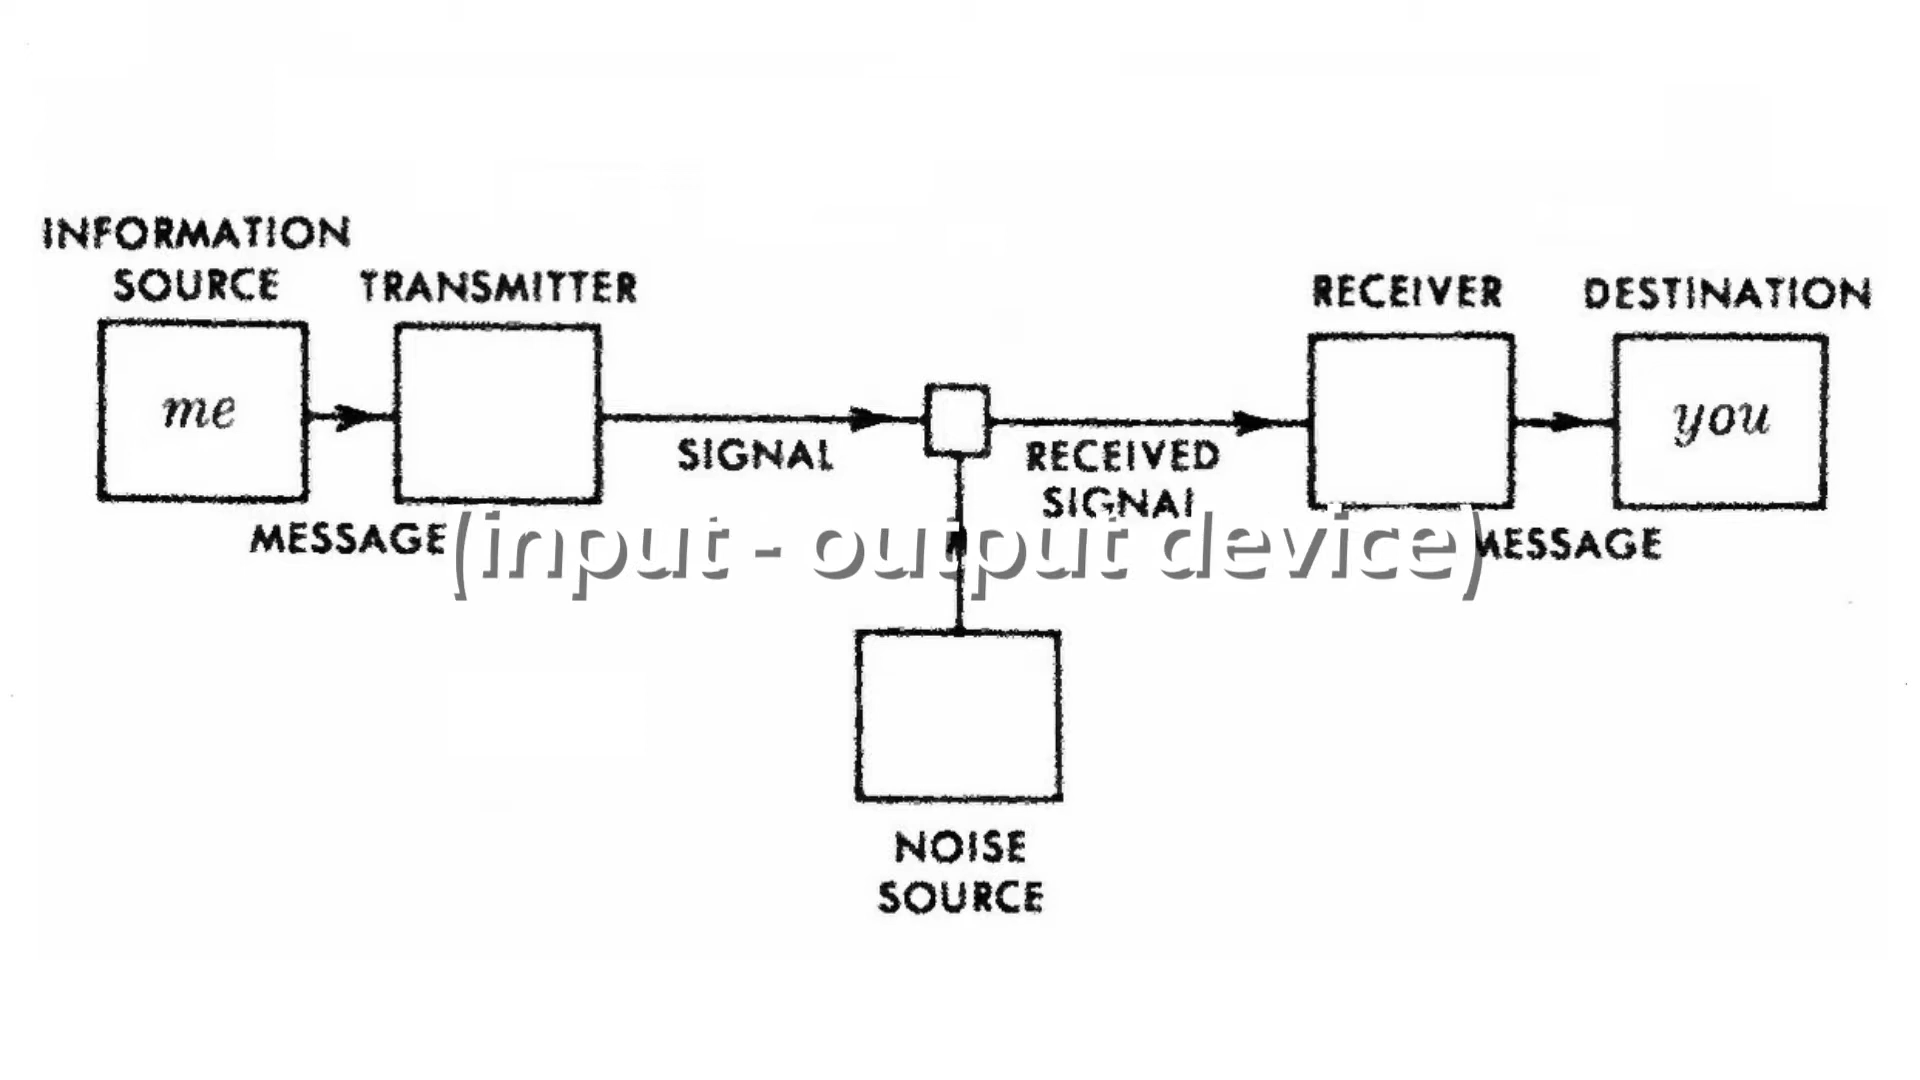 INFORMATION
SOURCE
TRANSMITTER
RECEIVER
DESTINATION
me
you
SIGNAL
RECEIVED
SIGNAL
MESSAGE
(input - output device)
MESSAGE
NOISE
SOURCE